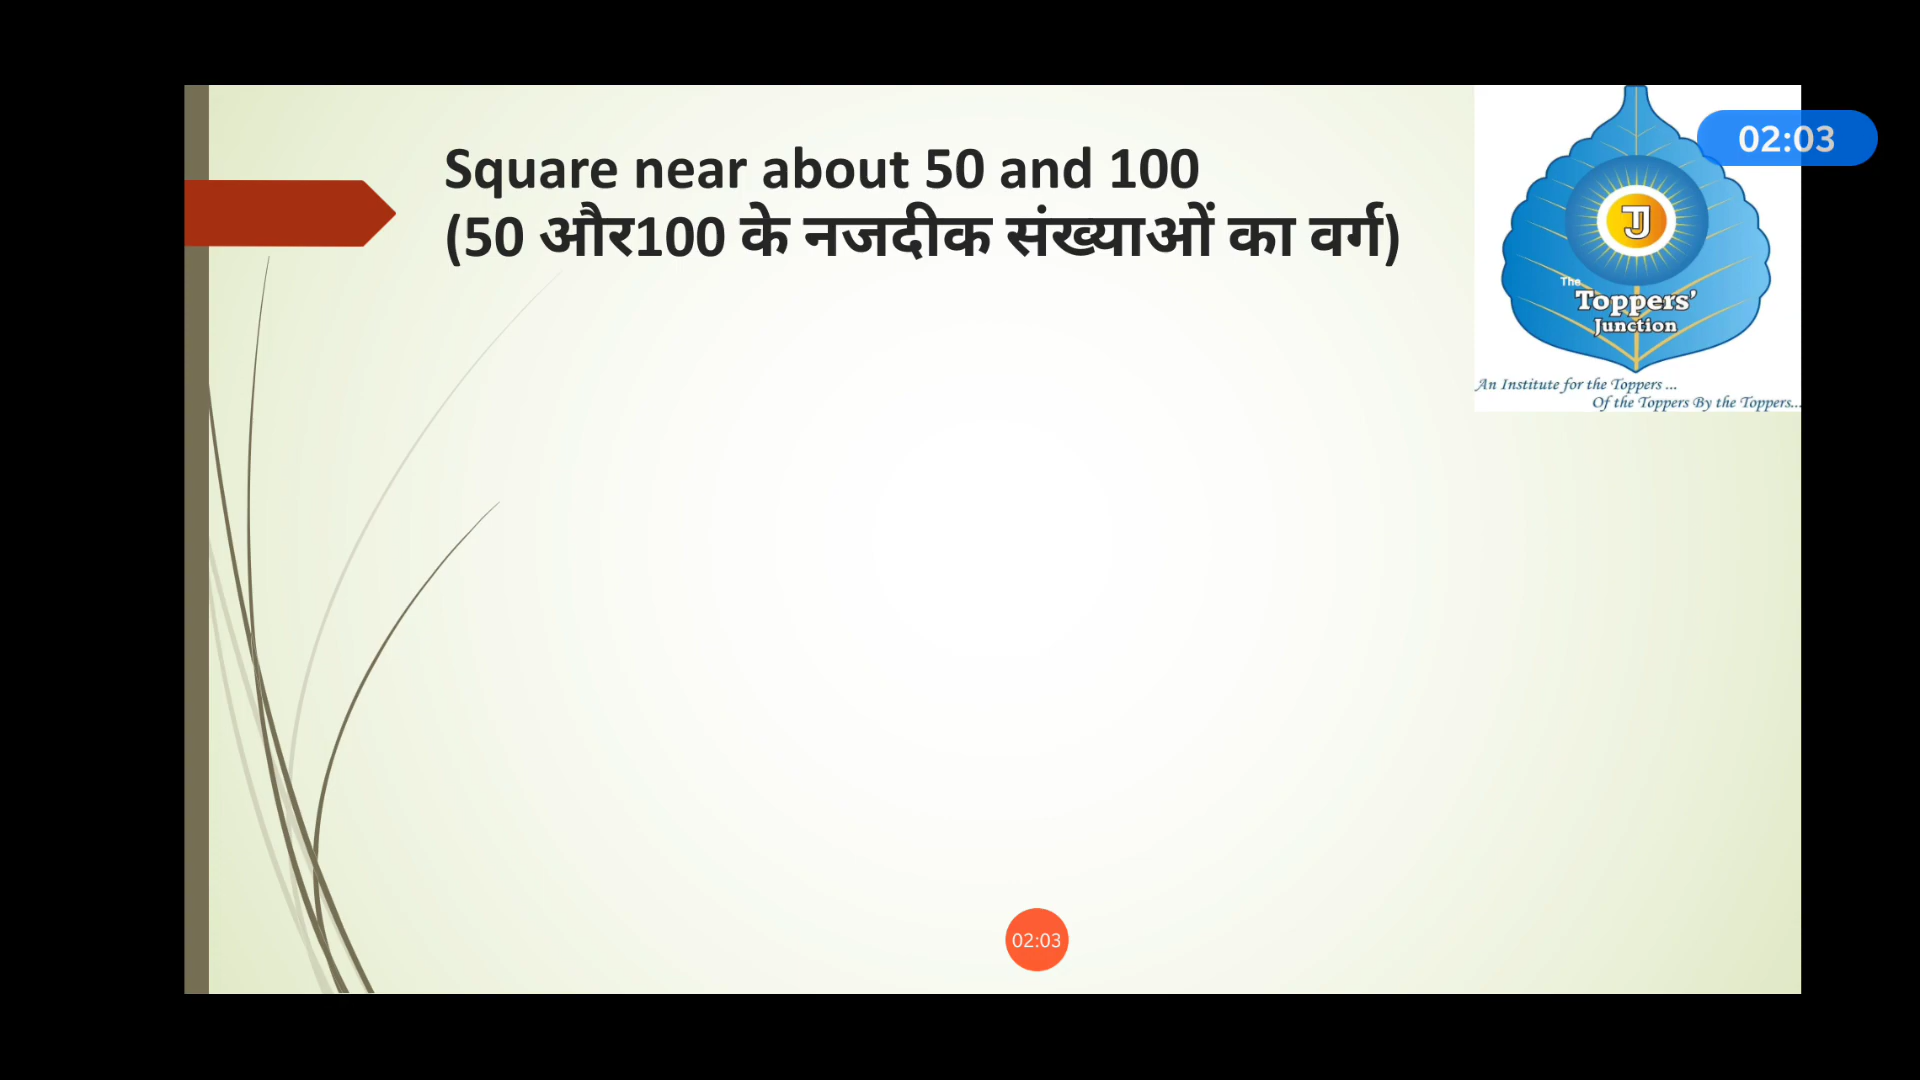 Square near about 50 and 100
(50 और100 के नजदीक संख्याओं का वर्ग)
02:03
J
The
Toppers’
Junction
An Institute for the Toppers ...
Of the Toppers By the Toppers...
02:03